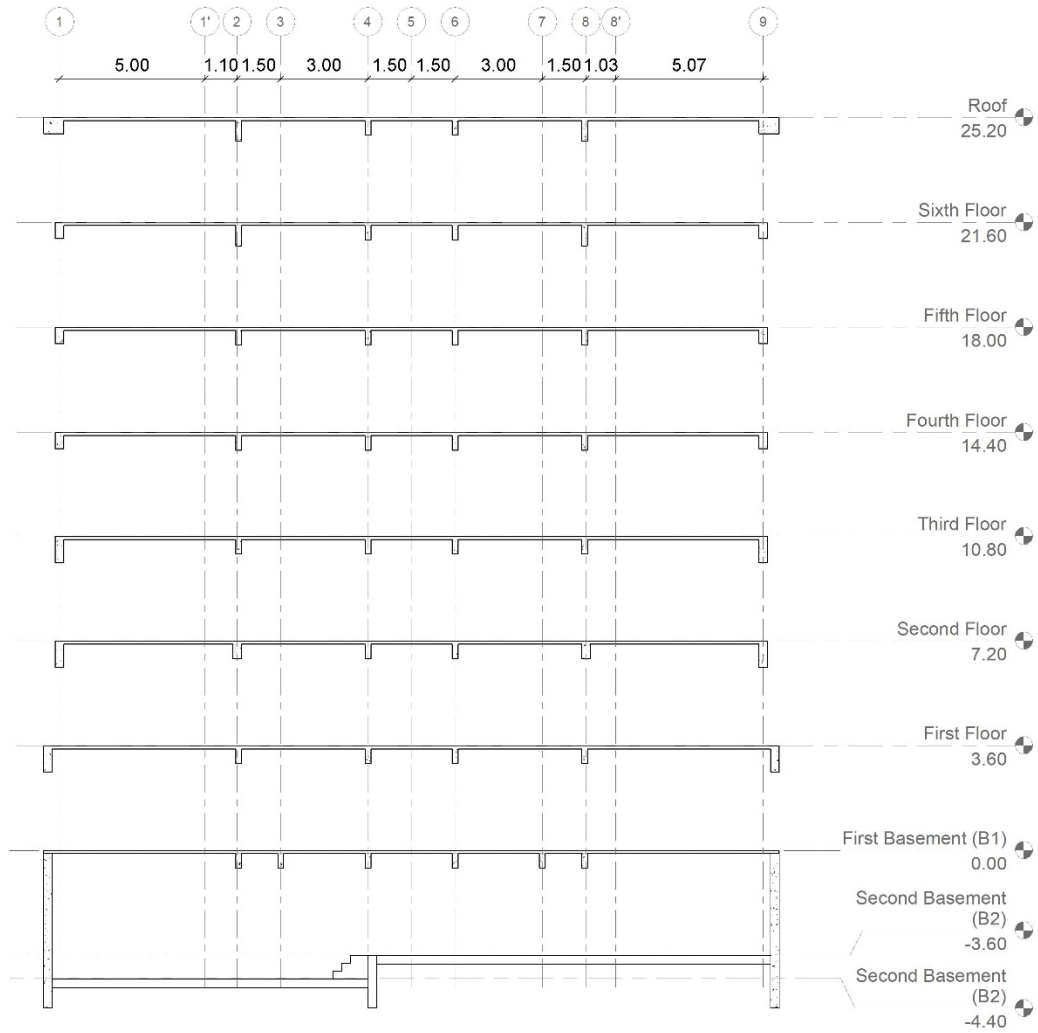 1 1' 2 3 4 5 6 7 8 8' 9
5.00 1.10 1.50 3.00 1.50 1.50 3.00 1.50 1.03 5.07
Roof
25.20
Sixth Floor
21.60
Fifth Floor
18.00
Fourth Floor
14.40
Third Floor
10.80
Second Floor
7.20
First Floor
3.60
First Basement (B1)
0.00
Second Basement
(B2)
-3.60
Second Basement
(B2)
-4.40